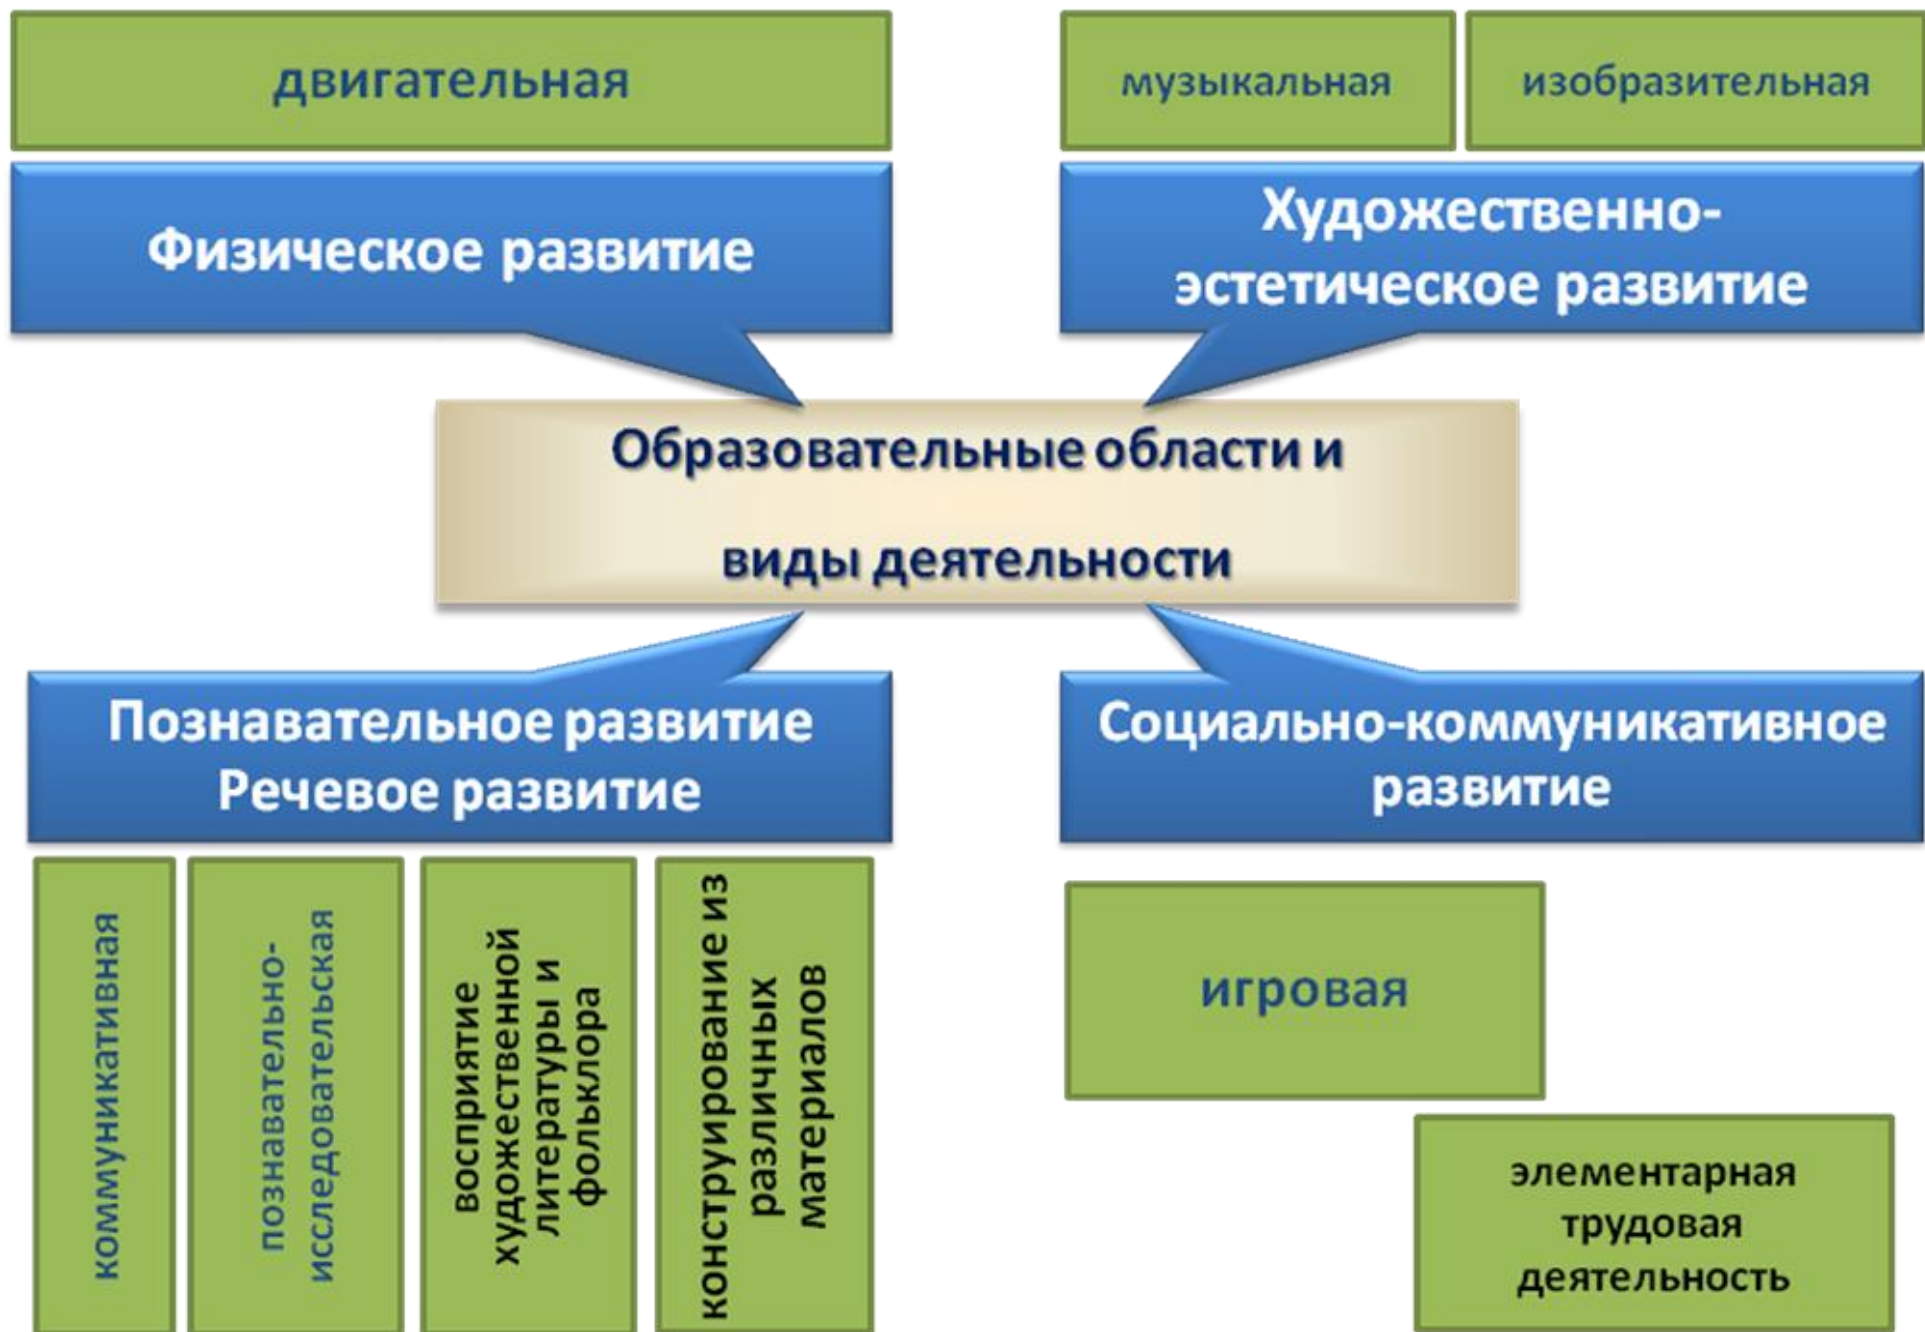 двигательная
музыкальная
изобразительная
Физическое развитие
Художественно-
эстетическое развитие
Образовательные области и
виды деятельности
Познавательное развитие
Речевое развитие
Социально-коммуникативное
развитие
коммуникативная
познавательно-
исследовательская
восприятие
художественной
литературы и
фольклора
конструирование из
различных
материалов
игровая
элементарная
трудовая
деятельность